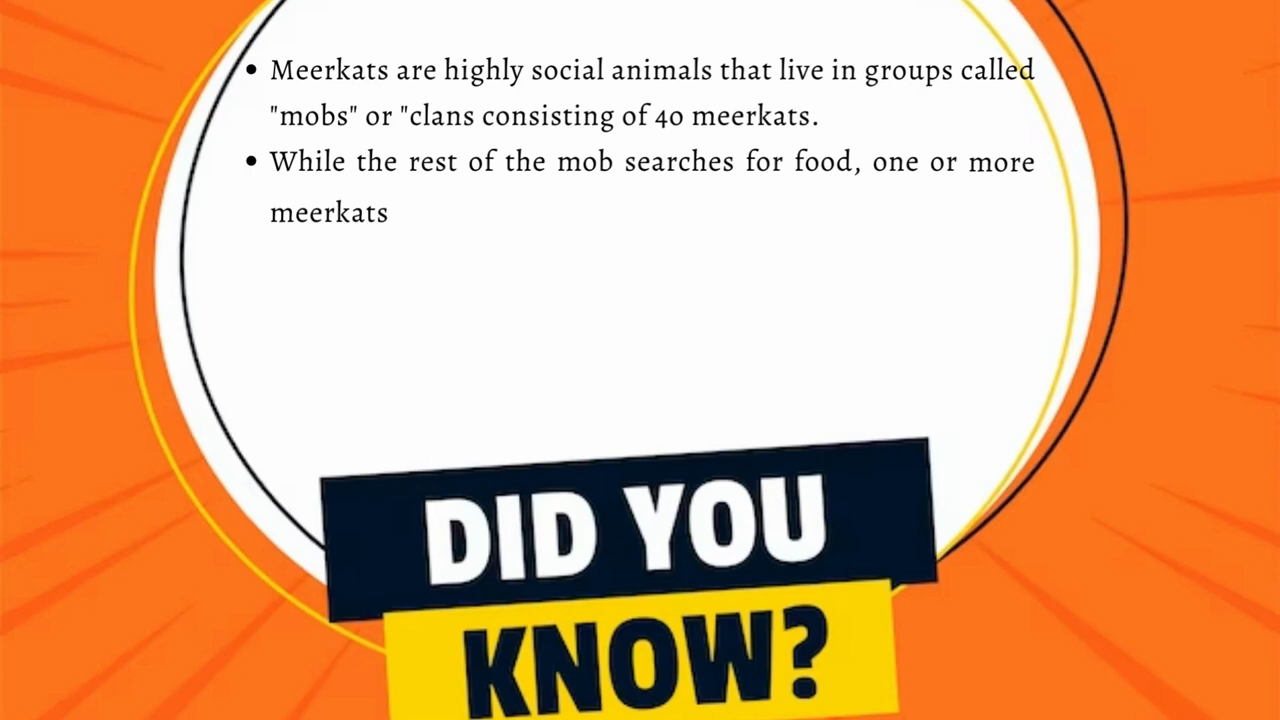 • Meerkats are highly social animals that live in groups called
"mobs" or "clans consisting of 40 meerkats.
• While the rest of the mob searches for food, one or more
meerkats
DID YOU
KNOW?